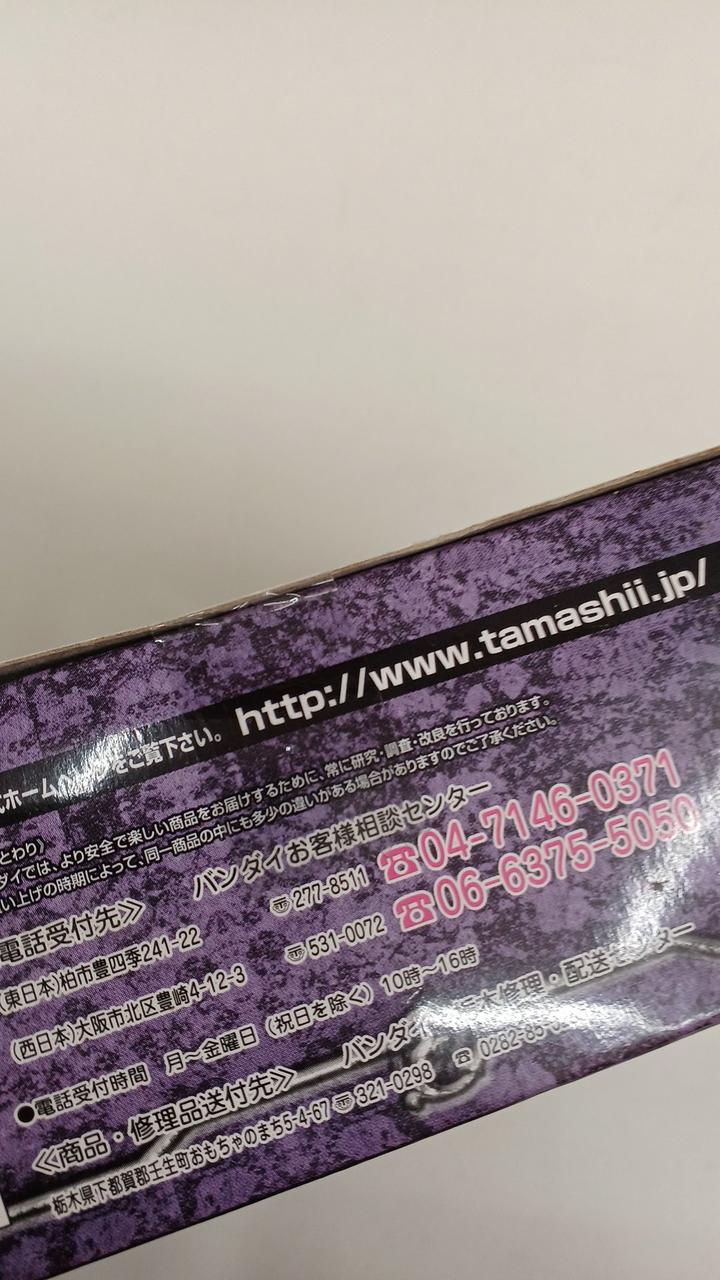 式ホームページをご覧下さい。 http://www.tamashii.jp/
とわり)
ダイでは、より安全で楽しい商品をお届けするために、常に研究・調査・改良を行っております。
い上げの時期によって、同一商品の中にも多少の違いがある場合がありますのでご了承ください。
電話受付先≫ バンダイお客様相談センター
(東日本)柏市豊四季241-22 〠277-8511 ☎04-7146-0371
(西日本)大阪市北区豊崎4-12-3 〠531-0072 ☎06-6375-5050
●電話受付時間 月～金曜日（祝日を除く）10時～16時
≪商品・修理品送付先≫ バンダイ 栃木修理・配送センター
栃木県下都賀郡壬生町おもちゃのまち5-4-67 〠321-0298 ☎